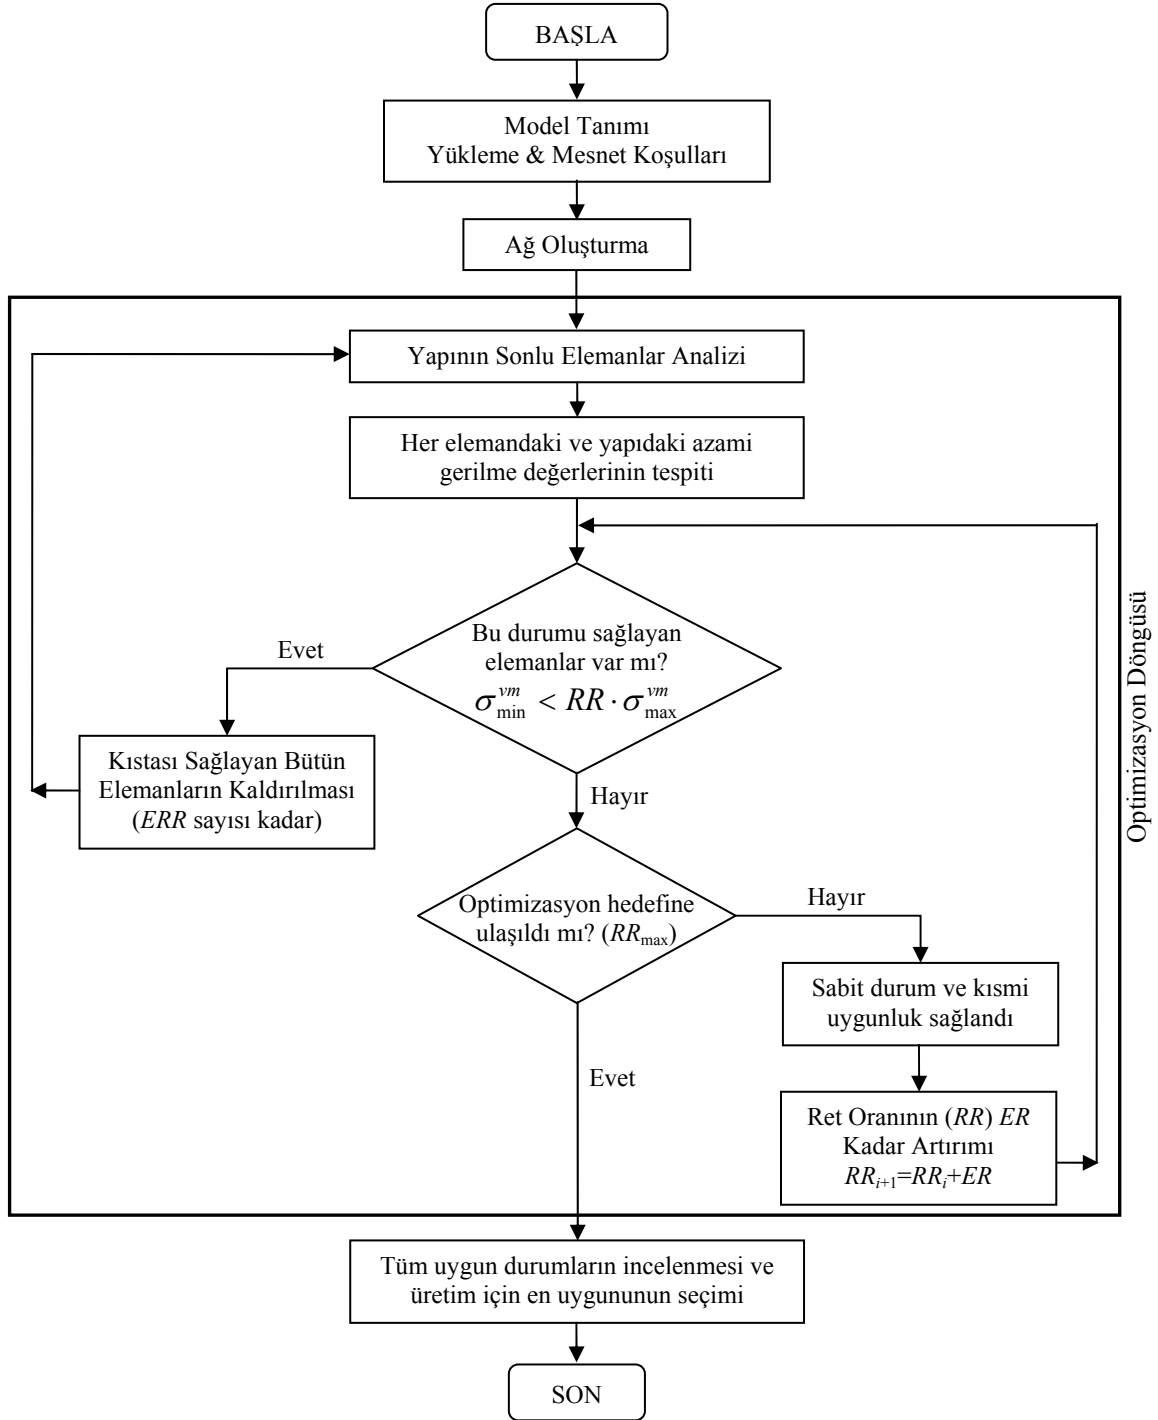 BAŞLA
Model Tanımı
Yükleme & Mesnet Koşulları
Ağ Oluşturma
Yapının Sonlu Elemanlar Analizi
Her elemandaki ve yapıdaki azami
gerilme değerlerinin tespiti
Bu durumu sağlayan
elemanlar var mı?
σ_min^vm < RR · σ_max^vm
Evet
Kıstası Sağlayan Bütün
Elemanların Kaldırılması
(ERR sayısı kadar)
Hayır
Optimizasyon hedefine
ulaşıldı mı? (RR_max)
Hayır
Sabit durum ve kısmi
uygunluk sağlandı
Ret Oranının (RR) ER
Kadar Artırımı
RR_i+1=RR_i+ER
Evet
Optimizasyon Döngüsü
Tüm uygun durumların incelenmesi ve
üretim için en uygununun seçimi
SON